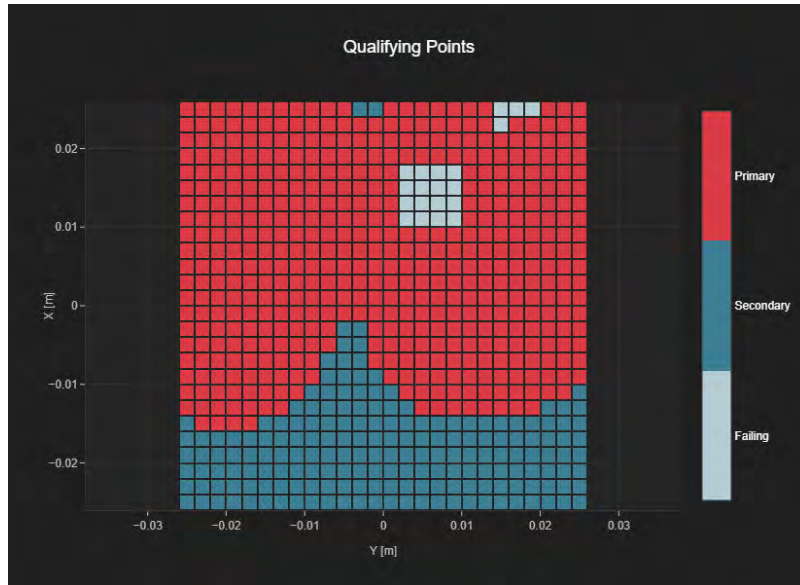 Qualifying Points
Primary
Secondary
Failing
X [m]
0.02
0.01
0
−0.01
−0.02
−0.03
−0.02
−0.01
0
0.01
0.02
0.03
Y [m]